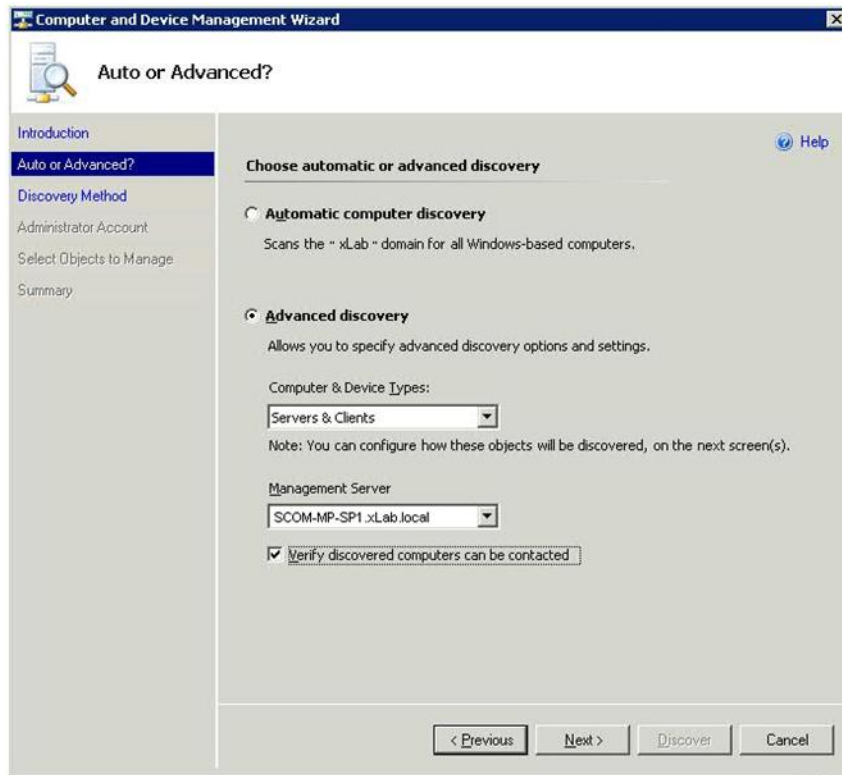 Computer and Device Management Wizard
Auto or Advanced?
Introduction
Auto or Advanced?
Discovery Method
Administrator Account
Select Objects to Manage
Summary
Help
Choose automatic or advanced discovery
Automatic computer discovery
Scans the " xLab " domain for all Windows-based computers.
Advanced discovery
Allows you to specify advanced discovery options and settings.
Computer & Device Types:
Servers & Clients
Note: You can configure how these objects will be discovered, on the next screen(s).
Management Server
SCOM-MP-SP1.xLab.local
Verify discovered computers can be contacted
< Previous
Next >
Discover
Cancel